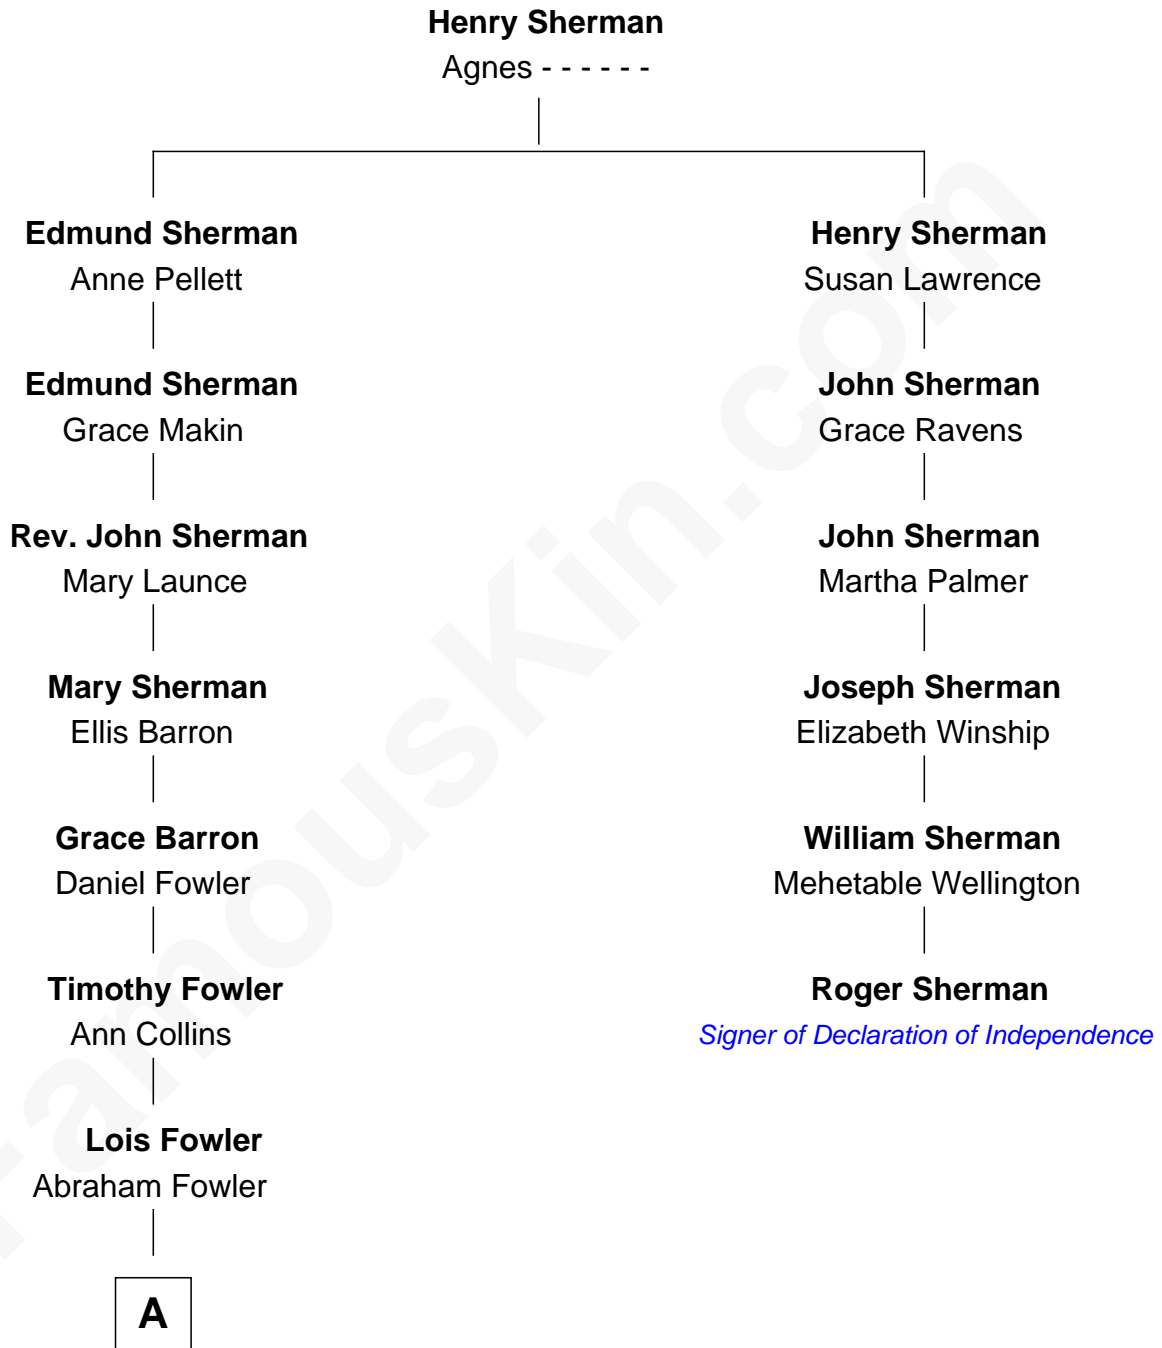 Henry Sherman
Agnes - - - - - -
Edmund Sherman
Anne Pellett
Henry Sherman
Susan Lawrence
Edmund Sherman
Grace Makin
John Sherman
Grace Ravens
Rev. John Sherman
Mary Launce
John Sherman
Martha Palmer
Mary Sherman
Ellis Barron
Joseph Sherman
Elizabeth Winship
Grace Barron
Daniel Fowler
William Sherman
Mehetable Wellington
Timothy Fowler
Ann Collins
Roger Sherman
Signer of Declaration of Independence
Lois Fowler
Abraham Fowler
A
FamousKin.com